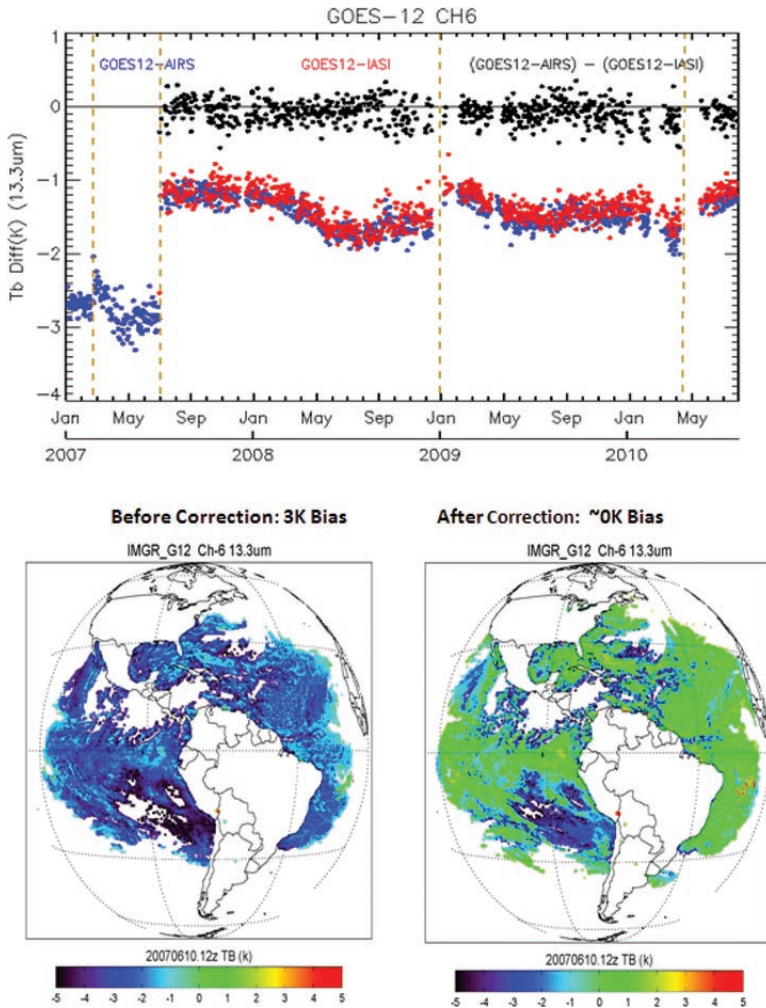 GOES-12 CH6
GOES12-AIRS GOES12-IASI (GOES12-AIRS) - (GOES12-IASI)
Tb Diff(K) (13.3um)
1
0
-1
-2
-3
-4
Jan May Sep Jan May Sep Jan May Sep Jan May
2007 2008 2009 2010
Before Correction: 3K Bias After Correction: ~0K Bias
IMGR_G12 Ch-6 13.3um IMGR_G12 Ch-6 13.3um
20070610.12z TB (k) 20070610.12z TB (k)
-5 -4 -3 -2 -1 0 1 2 3 4 5 -5 -4 -3 -2 -1 0 1 2 3 4 5